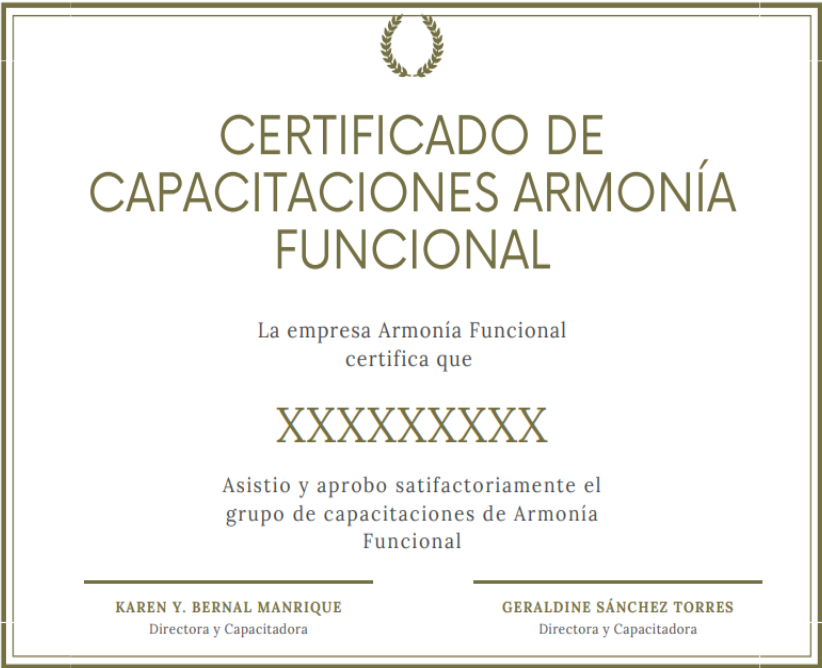 CERTIFICADO DE
CAPACITACIONES ARMONÍA
FUNCIONAL
La empresa Armonía Funcional
certifica que
XXXXXXXXX
Asistio y aprobo satifactoriamente el
grupo de capacitaciones de Armonía
Funcional
KAREN Y. BERNAL MANRIQUE
Directora y Capacitadora
GERALDINE SÁNCHEZ TORRES
Directora y Capacitadora